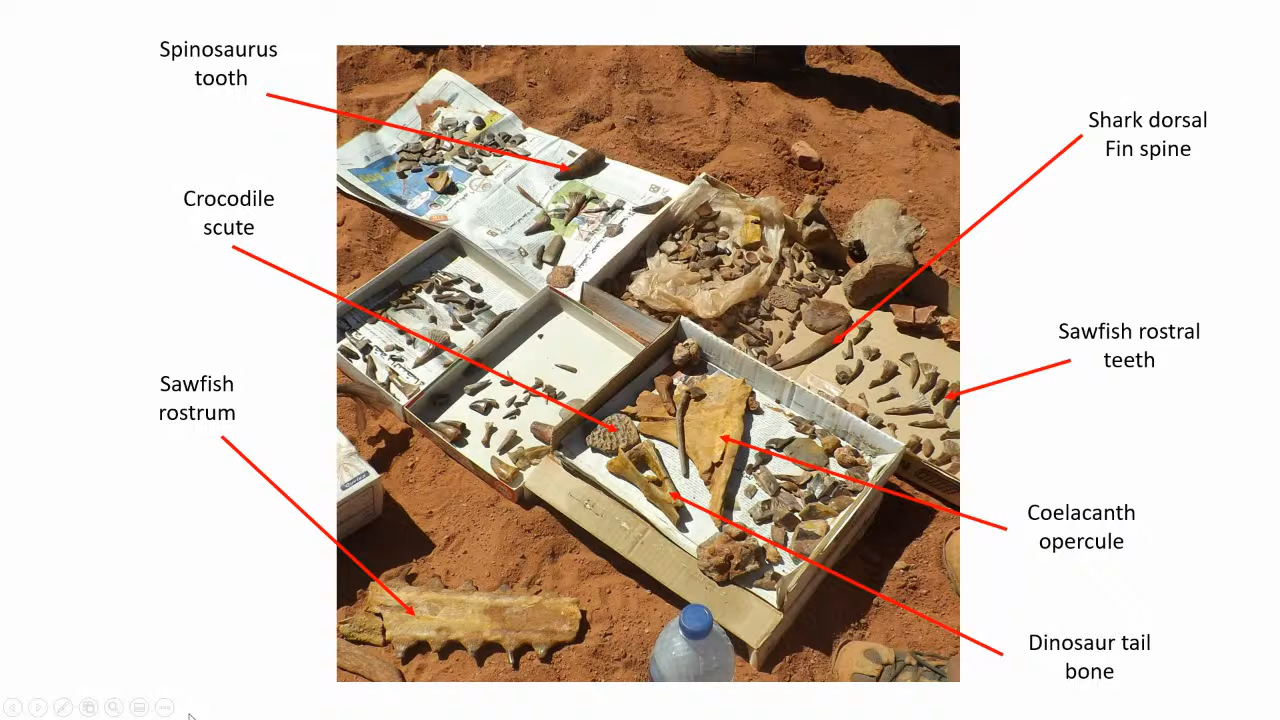 Spinosaurus
tooth
Shark dorsal
Fin spine
Crocodile
scute
Sawfish rostral
teeth
Sawfish
rostrum
Coelacanth
opercule
Dinosaur tail
bone